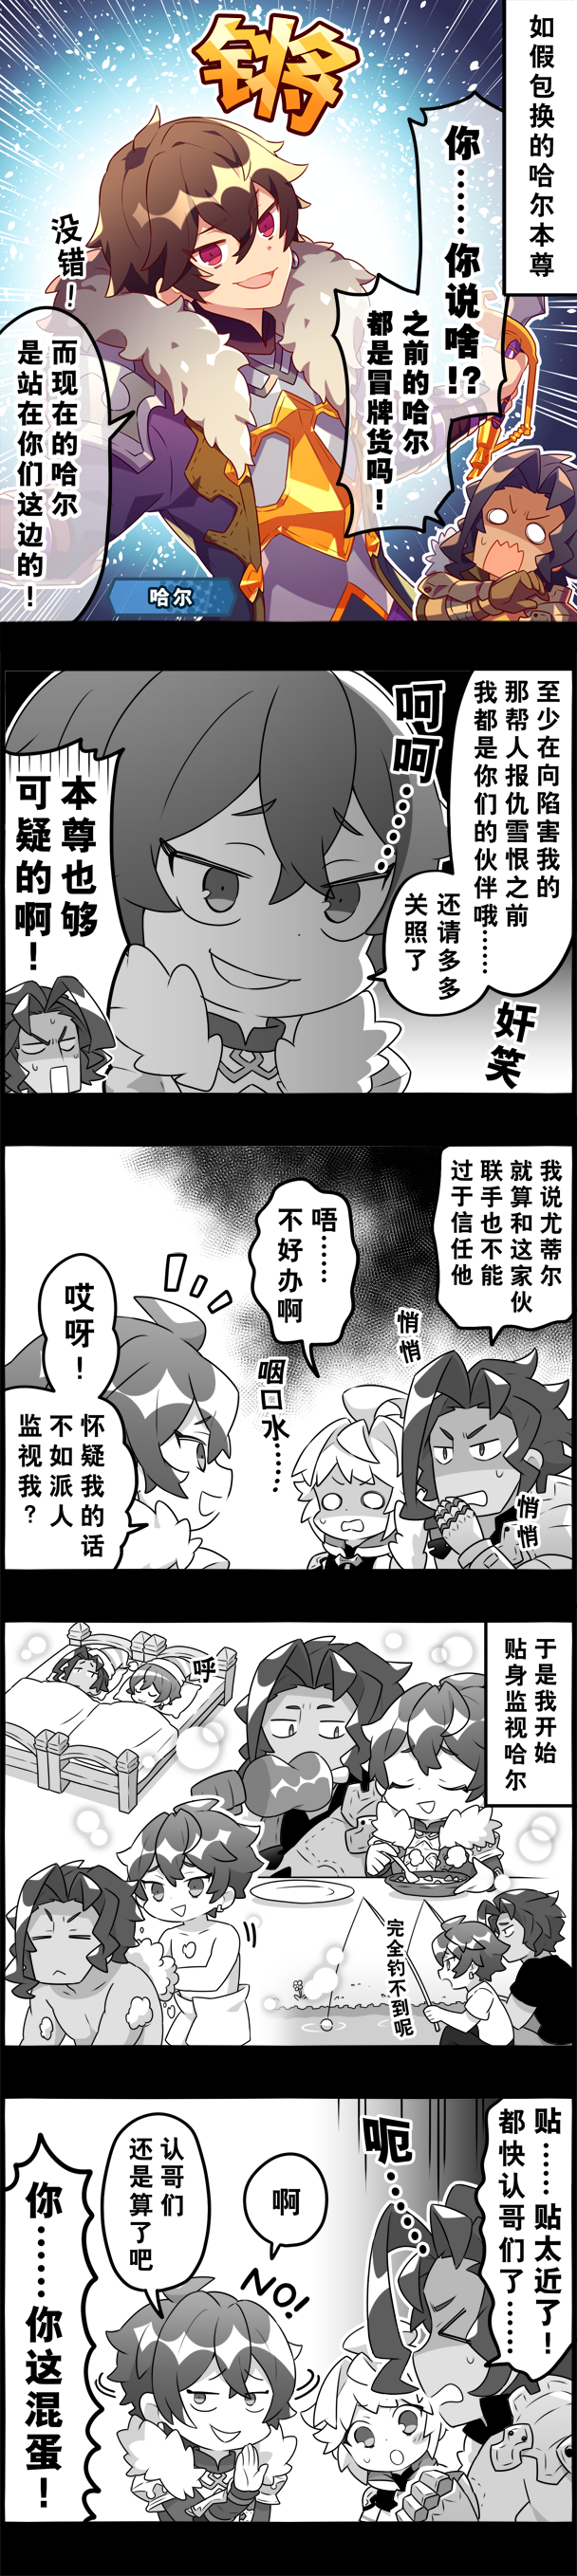 如假包换的哈尔本尊
锵
你……你说啥!?
之前的哈尔
都是冒牌货吗！
没错！
而现在的哈尔
是站在你们这边的！
哈尔
至少在向陷害我的
那帮人报仇雪恨之前
我都是你们的伙伴哦……
还请多多
关照了
呵呵……
奸笑
本尊也够
可疑的啊！
我说尤蒂尔
就算和这家伙
联手也不能
过于信任他
悄悄
悄悄
唔……
不好办啊
咽口水……
哎呀！
怀疑我的话
不如派人
监视我？
于是我开始
贴身监视哈尔
呼
完全钓不到呢
贴……贴太近了！
都快认哥们了……
呃……
啊
NO!
认哥们
还是算了吧
你……你这混蛋！